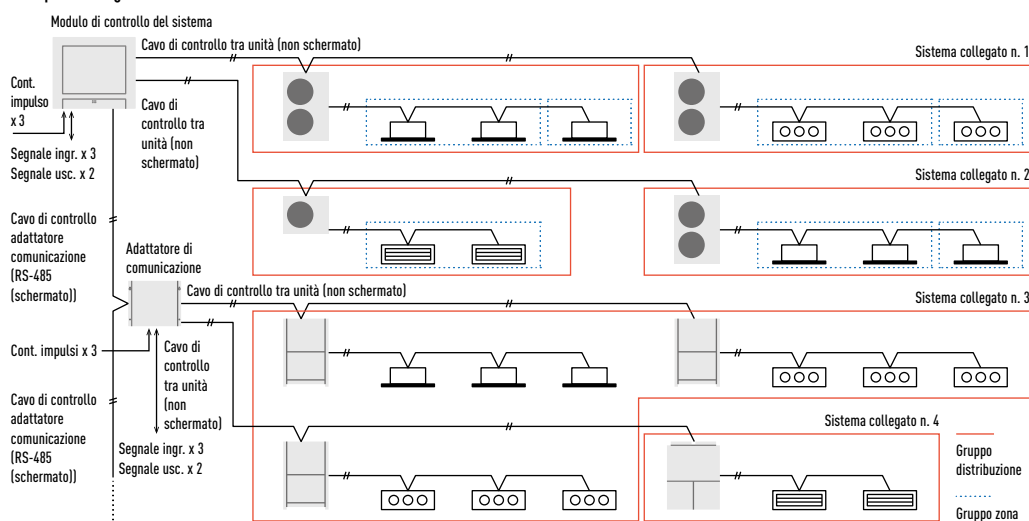 Modulo di controllo del sistema
Cavo di controllo tra unità (non schermato)
Sistema collegato n. 1
Cont.
impulso
x 3
Cavo di
controllo tra
unità (non
schermato)
Segnale ingr. x 3
Segnale usc. x 2
Sistema collegato n. 2
Cavo di controllo
adattatore
comunicazione
(RS-485
(schermato))
Adattatore di
comunicazione
Cavo di controllo tra unità (non schermato)
Sistema collegato n. 3
Cont. impulsi x 3
Cavo di
controllo
tra unità
(non
schermato)
Cavo di controllo
adattatore
comunicazione
(RS-485
(schermato))
Segnale ingr. x 3
Segnale usc. x 2
Sistema collegato n. 4
Gruppo
distribuzione
Gruppo zona